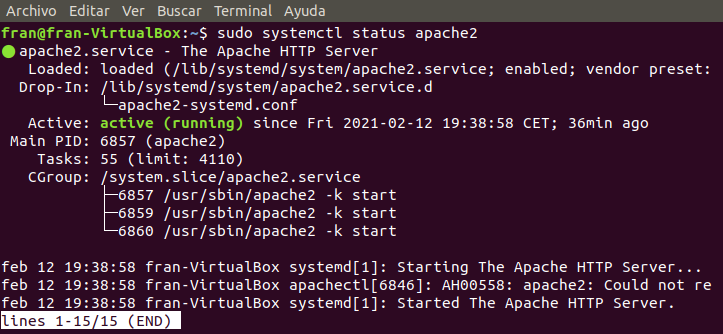 Archivo Editar Ver Buscar Terminal Ayuda
fran@fran-VirtualBox:~$ sudo systemctl status apache2
● apache2.service - The Apache HTTP Server
   Loaded: loaded (/lib/systemd/system/apache2.service; enabled; vendor preset:
  Drop-In: /lib/systemd/system/apache2.service.d
           └─apache2-systemd.conf
   Active: active (running) since Fri 2021-02-12 19:38:58 CET; 36min ago
 Main PID: 6857 (apache2)
    Tasks: 55 (limit: 4110)
   CGroup: /system.slice/apache2.service
           ├─6857 /usr/sbin/apache2 -k start
           ├─6859 /usr/sbin/apache2 -k start
           └─6860 /usr/sbin/apache2 -k start

feb 12 19:38:58 fran-VirtualBox systemd[1]: Starting The Apache HTTP Server...
feb 12 19:38:58 fran-VirtualBox apachectl[6846]: AH00558: apache2: Could not re
feb 12 19:38:58 fran-VirtualBox systemd[1]: Started The Apache HTTP Server.
lines 1-15/15 (END)